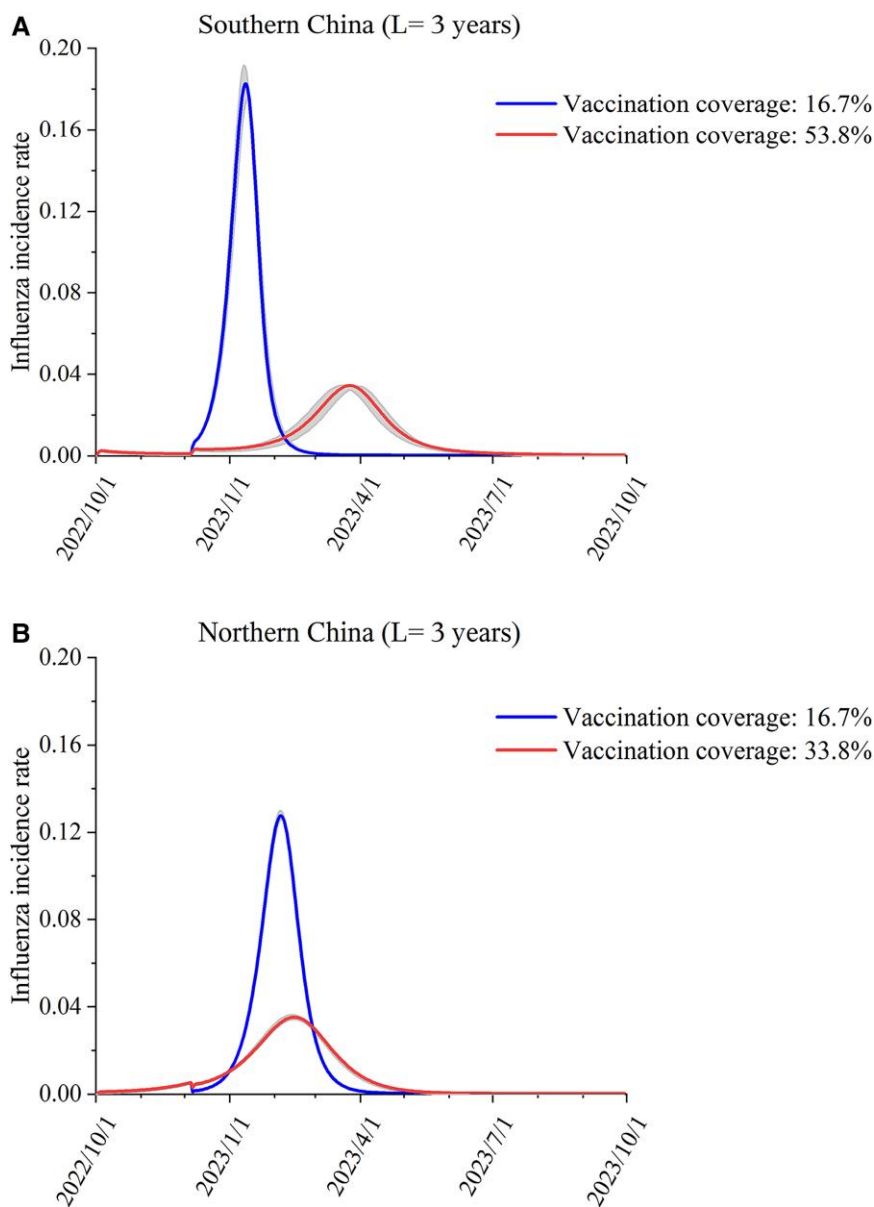 A
Southern China (L= 3 years)
0.20
0.16
0.12
0.08
0.04
0.00
Influenza incidence rate
Vaccination coverage: 16.7%
Vaccination coverage: 53.8%
2022/10/1
2023/1/1
2023/4/1
2023/7/1
2023/10/1
B
Northern China (L= 3 years)
0.20
0.16
0.12
0.08
0.04
0.00
Influenza incidence rate
Vaccination coverage: 16.7%
Vaccination coverage: 33.8%
2022/10/1
2023/1/1
2023/4/1
2023/7/1
2023/10/1